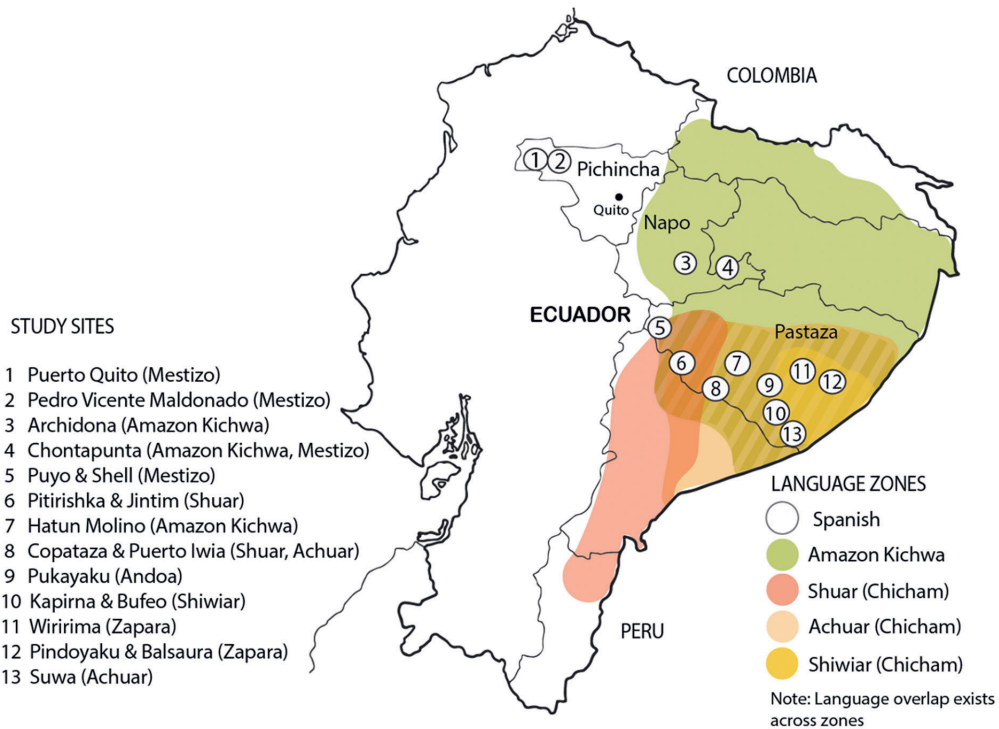 COLOMBIA
1
2
Pichincha
Quito
Napo
3
4
ECUADOR
5
Pastaza
6
7
8
9
10
11
12
13
PERU
STUDY SITES
1 Puerto Quito (Mestizo)
2 Pedro Vicente Maldonado (Mestizo)
3 Archidona (Amazon Kichwa)
4 Chontapunta (Amazon Kichwa, Mestizo)
5 Puyo & Shell (Mestizo)
6 Pitirishka & Jintim (Shuar)
7 Hatun Molino (Amazon Kichwa)
8 Copataza & Puerto Iwia (Shuar, Achuar)
9 Pukayaku (Andoa)
10 Kapirna & Bufeo (Shiwiar)
11 Wiririma (Zapara)
12 Pindoyaku & Balsaura (Zapara)
13 Suwa (Achuar)
LANGUAGE ZONES
Spanish
Amazon Kichwa
Shuar (Chicham)
Achuar (Chicham)
Shiwiar (Chicham)
Note: Language overlap exists
across zones